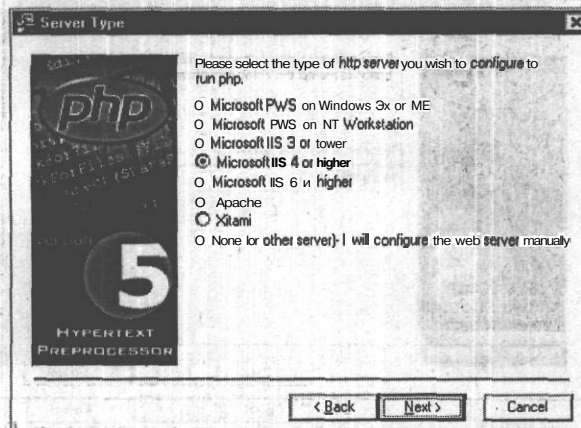 Server Type
Please select the type of http server you wish to configure to
run php.
O Microsoft PWS on Windows Эx or ME
O Microsoft PWS on NT Workstation
O Microsoft IIS 3 or tower
Microsoft IIS 4 or higher
O Microsoft IIS 6 и higher
O Apache
O Xitami
O None lor other server)- I will configure the web server manually
php
version
5
HYPERTEXT
PREPROCESSOR
< Back
Next >
Cancel